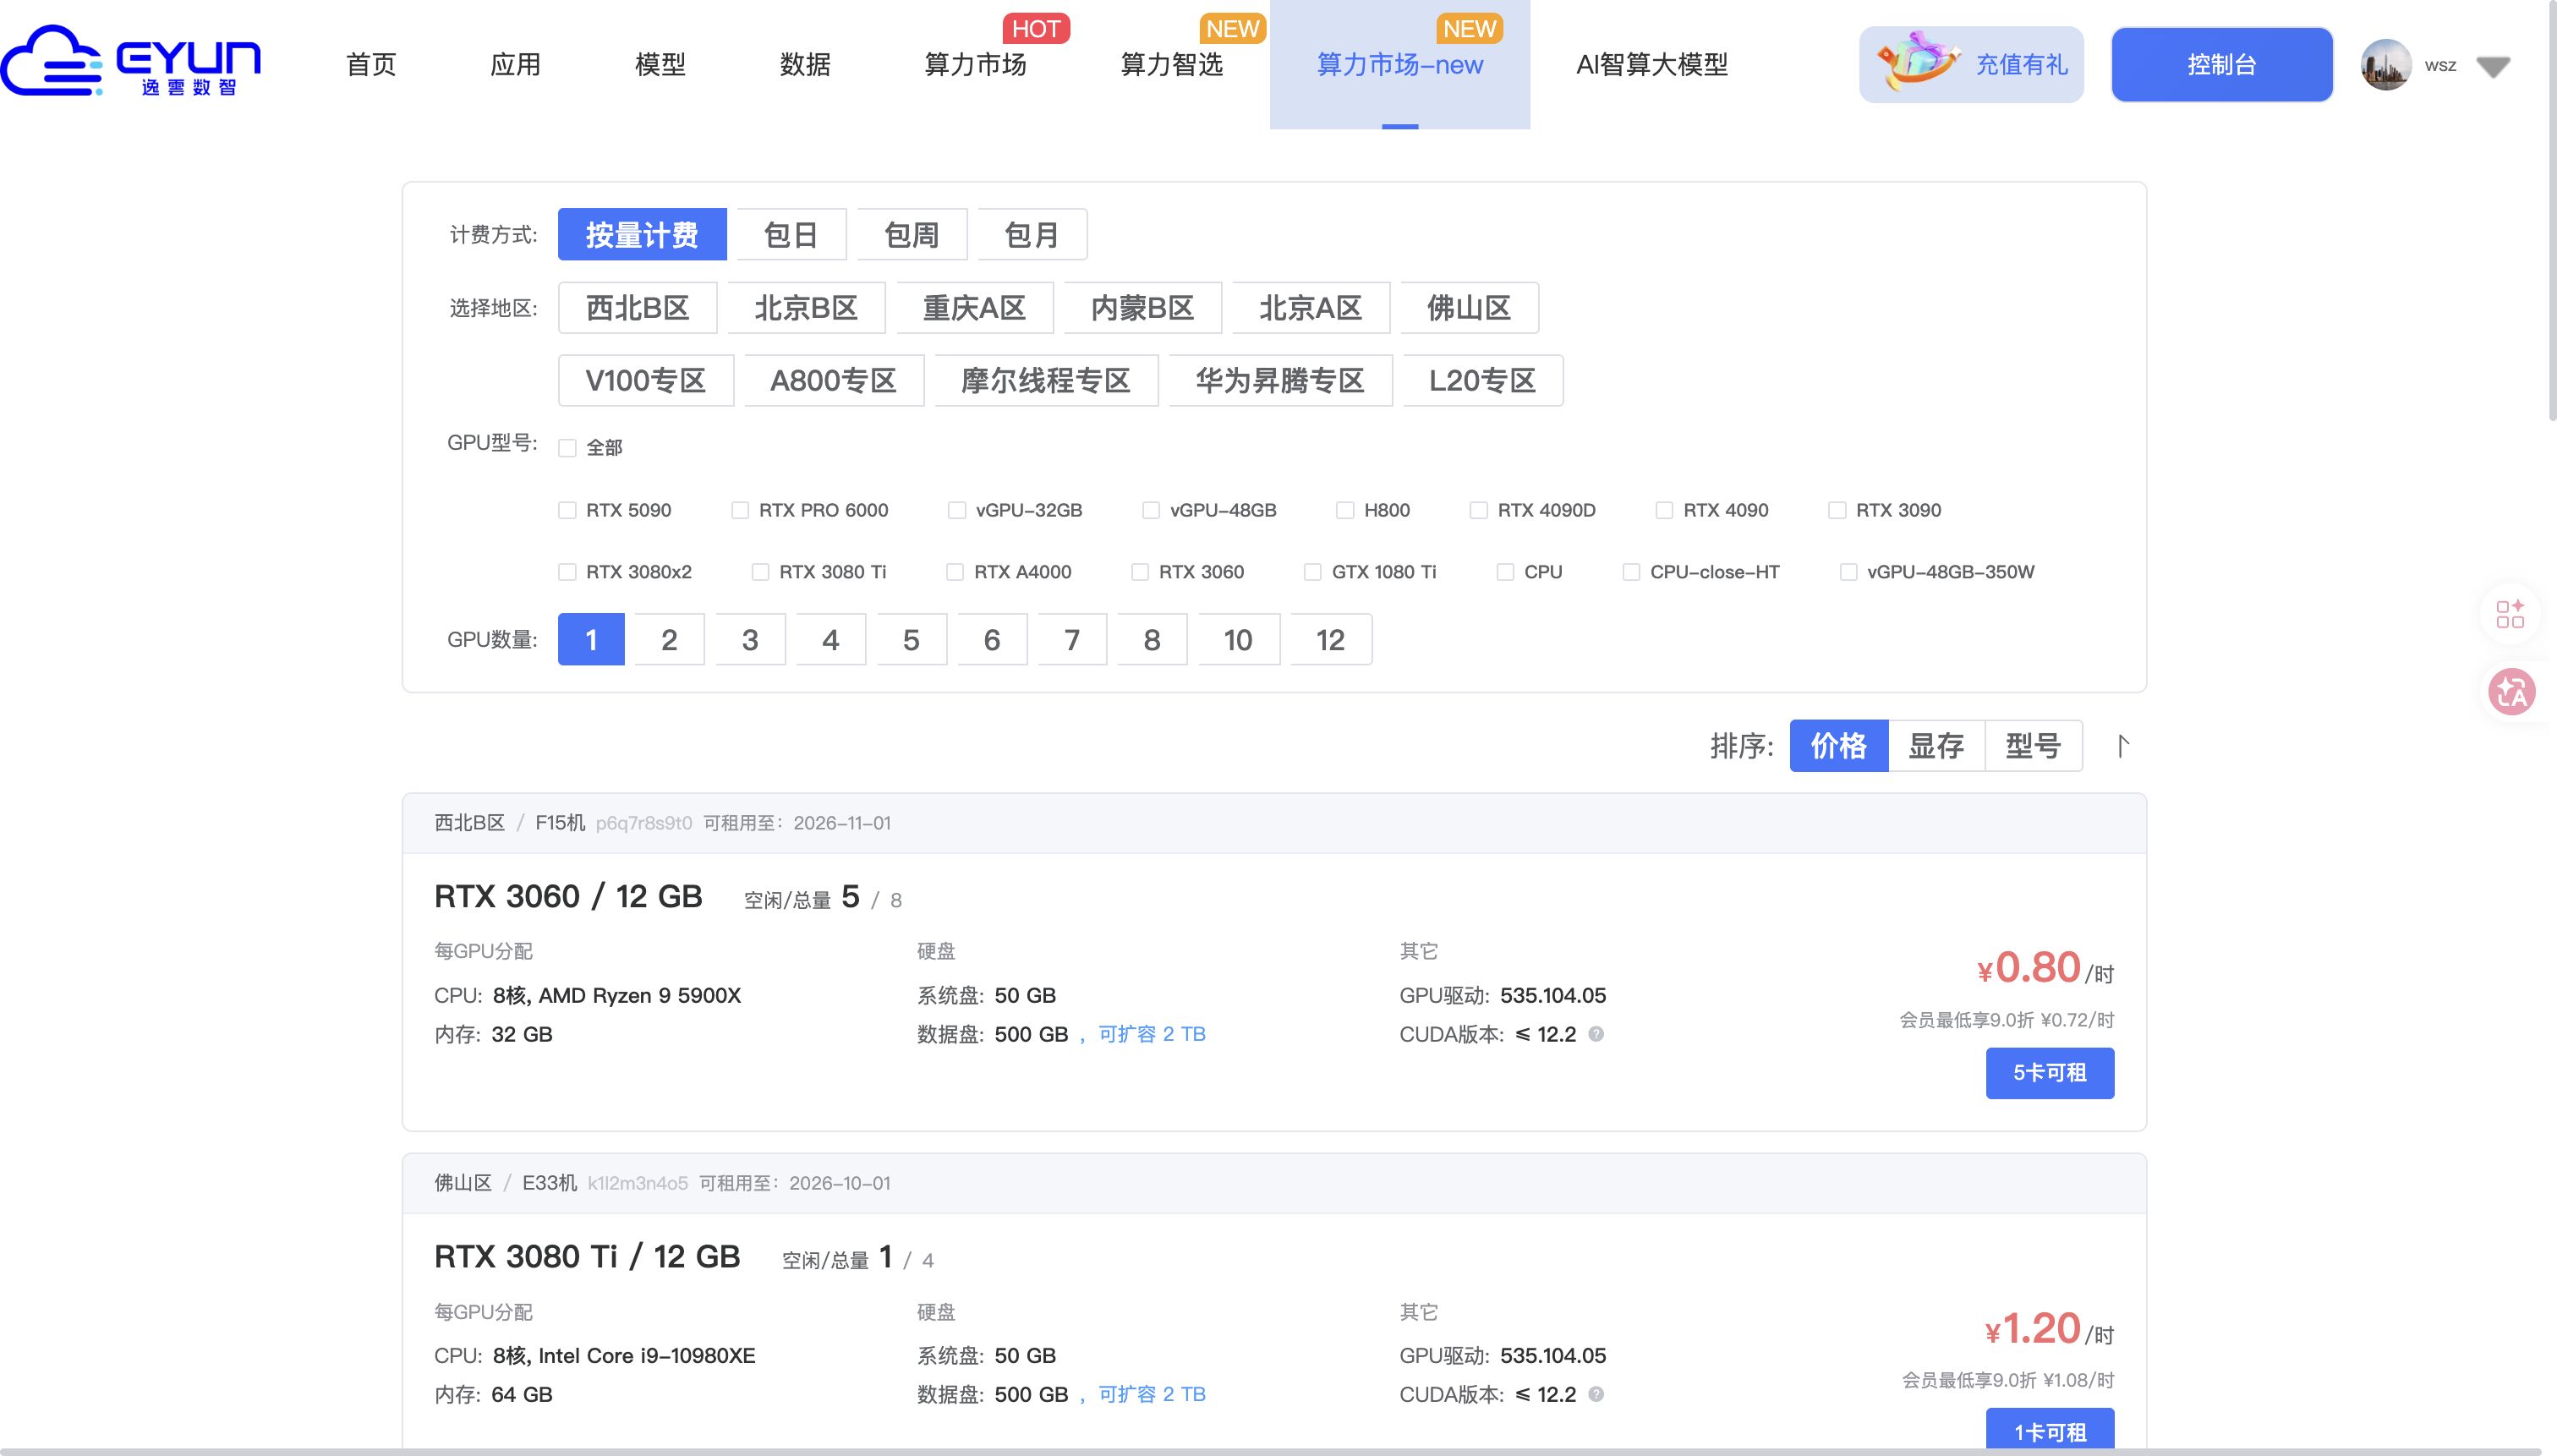 EYUN
逸雲数智
首页 应用 模型 数据 算力市场 HOT 算力智选 NEW 算力市场-new NEW AI智算大模型 充值有礼 控制台 wsz
计费方式: 按量计费 包日 包周 包月
选择地区: 西北B区 北京B区 重庆A区 内蒙B区 北京A区 佛山区
V100专区 A800专区 摩尔线程专区 华为昇腾专区 L20专区
GPU型号: 全部
RTX 5090 RTX PRO 6000 vGPU-32GB vGPU-48GB H800 RTX 4090D RTX 4090 RTX 3090
RTX 3080x2 RTX 3080 Ti RTX A4000 RTX 3060 GTX 1080 Ti CPU CPU-close-HT vGPU-48GB-350W
GPU数量: 1 2 3 4 5 6 7 8 10 12
排序: 价格 显存 型号
西北B区 / F15机 p6q7r8s9t0 可租用至: 2026-11-01
RTX 3060 / 12 GB 空闲/总量 5 / 8
每GPU分配 硬盘 其它
¥0.80/时
CPU: 8核, AMD Ryzen 9 5900X 系统盘: 50 GB GPU驱动: 535.104.05
会员最低享9.0折 ¥0.72/时
内存: 32 GB 数据盘: 500 GB ，可扩容 2 TB CUDA版本: ≤ 12.2
5卡可租
佛山区 / E33机 k1l2m3n4o5 可租用至: 2026-10-01
RTX 3080 Ti / 12 GB 空闲/总量 1 / 4
每GPU分配 硬盘 其它
¥1.20/时
CPU: 8核, Intel Core i9-10980XE 系统盘: 50 GB GPU驱动: 535.104.05
会员最低享9.0折 ¥1.08/时
内存: 64 GB 数据盘: 500 GB ，可扩容 2 TB CUDA版本: ≤ 12.2
1卡可租